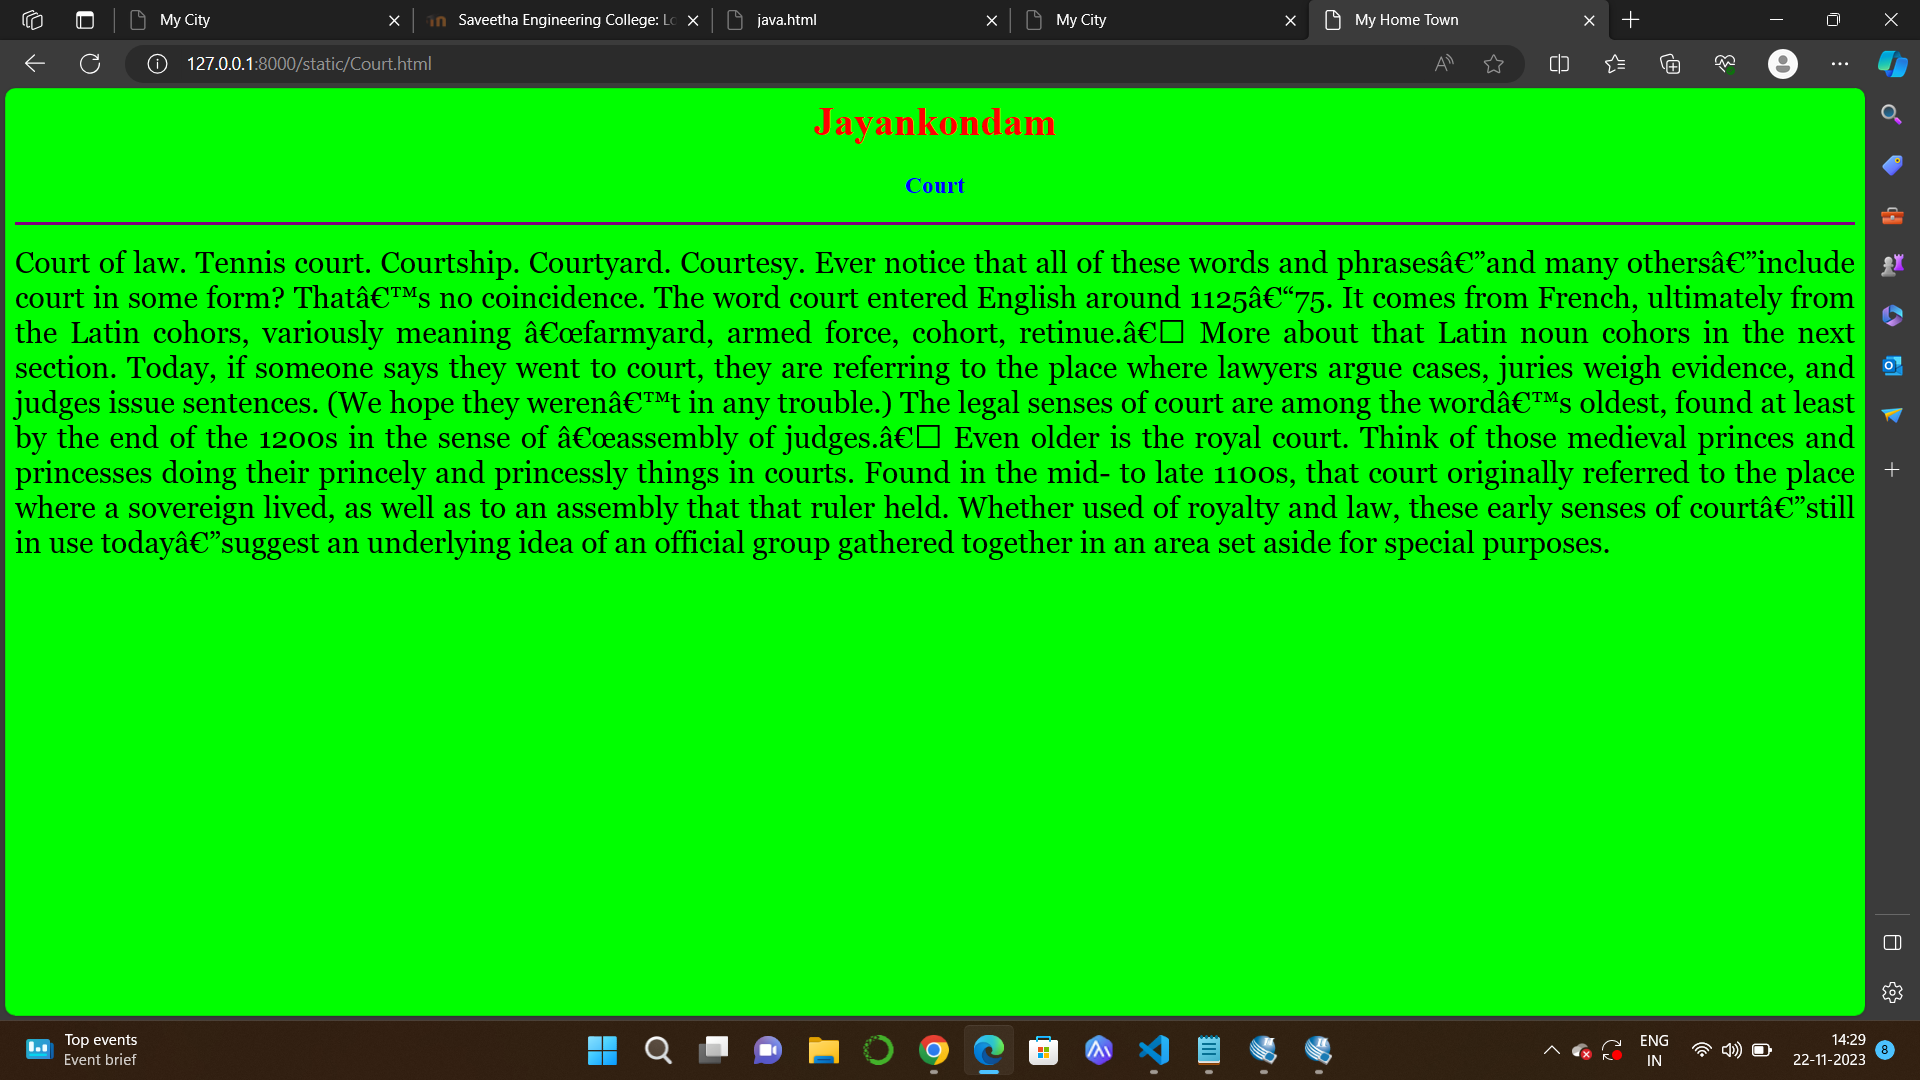 My City
Saveetha Engineering College: Lo
java.html
My City
My Home Town
127.0.0.1:8000/static/Court.html
Jayankondam
Court
Court of law. Tennis court. Courtship. Courtyard. Courtesy. Ever notice that all of these words and phrasesâ€”and many othersâ€”include
court in some form? Thatâ€™s no coincidence. The word court entered English around 1125â€“75. It comes from French, ultimately from
the Latin cohors, variously meaning â€œfarmyard, armed force, cohort, retinue.â€□ More about that Latin noun cohors in the next
section. Today, if someone says they went to court, they are referring to the place where lawyers argue cases, juries weigh evidence, and
judges issue sentences. (We hope they werenâ€™t in any trouble.) The legal senses of court are among the wordâ€™s oldest, found at least
by the end of the 1200s in the sense of â€œassembly of judges.â€□ Even older is the royal court. Think of those medieval princes and
princesses doing their princely and princessly things in courts. Found in the mid- to late 1100s, that court originally referred to the place
where a sovereign lived, as well as to an assembly that that ruler held. Whether used of royalty and law, these early senses of courtâ€”still
in use todayâ€”suggest an underlying idea of an official group gathered together in an area set aside for special purposes.
Top events
Event brief
ENG
IN
14:29
22-11-2023
8